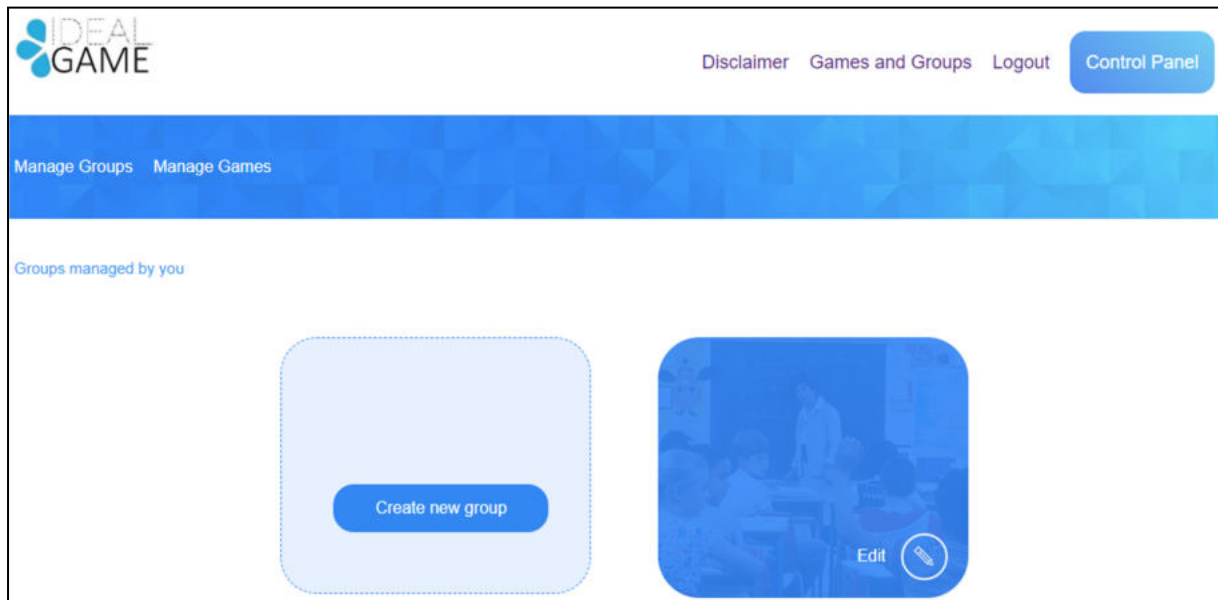 IDEAL
GAME
Disclaimer Games and Groups Logout Control Panel
Manage Groups Manage Games
Groups managed by you
Create new group
Edit